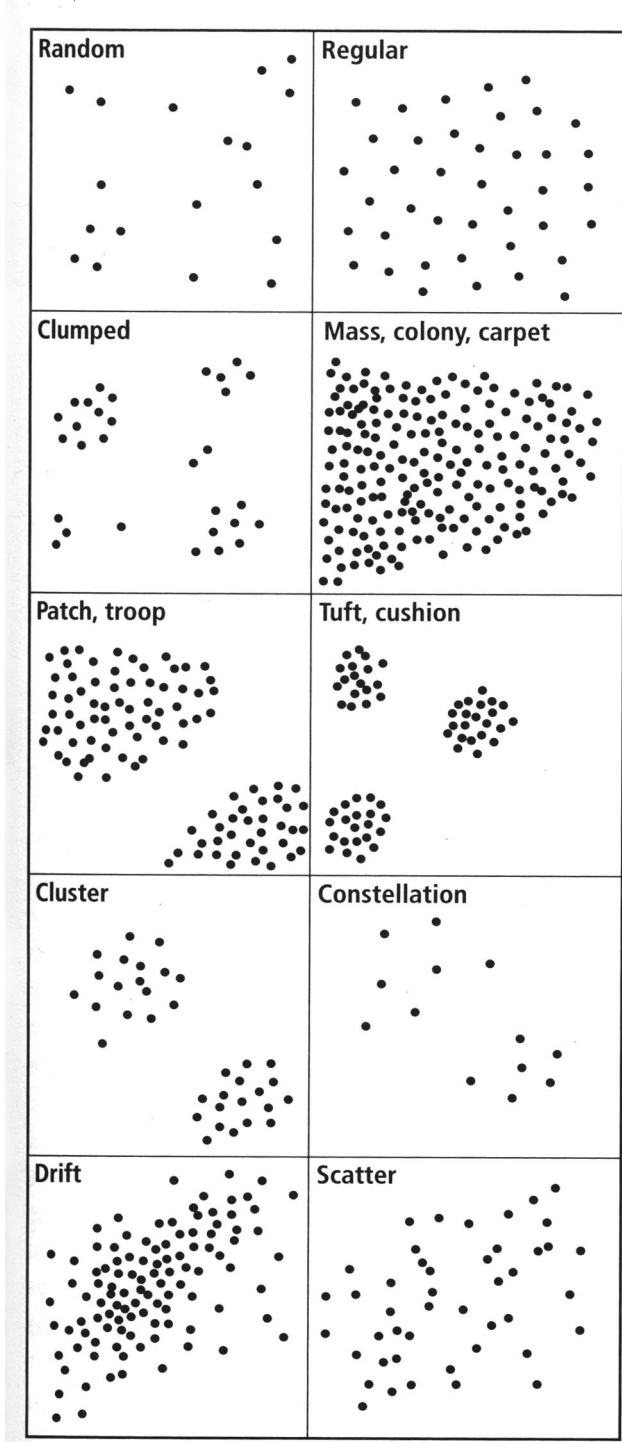 Random
Regular
Clumped
Mass, colony, carpet
Patch, troop
Tuft, cushion
Cluster
Constellation
Drift
Scatter